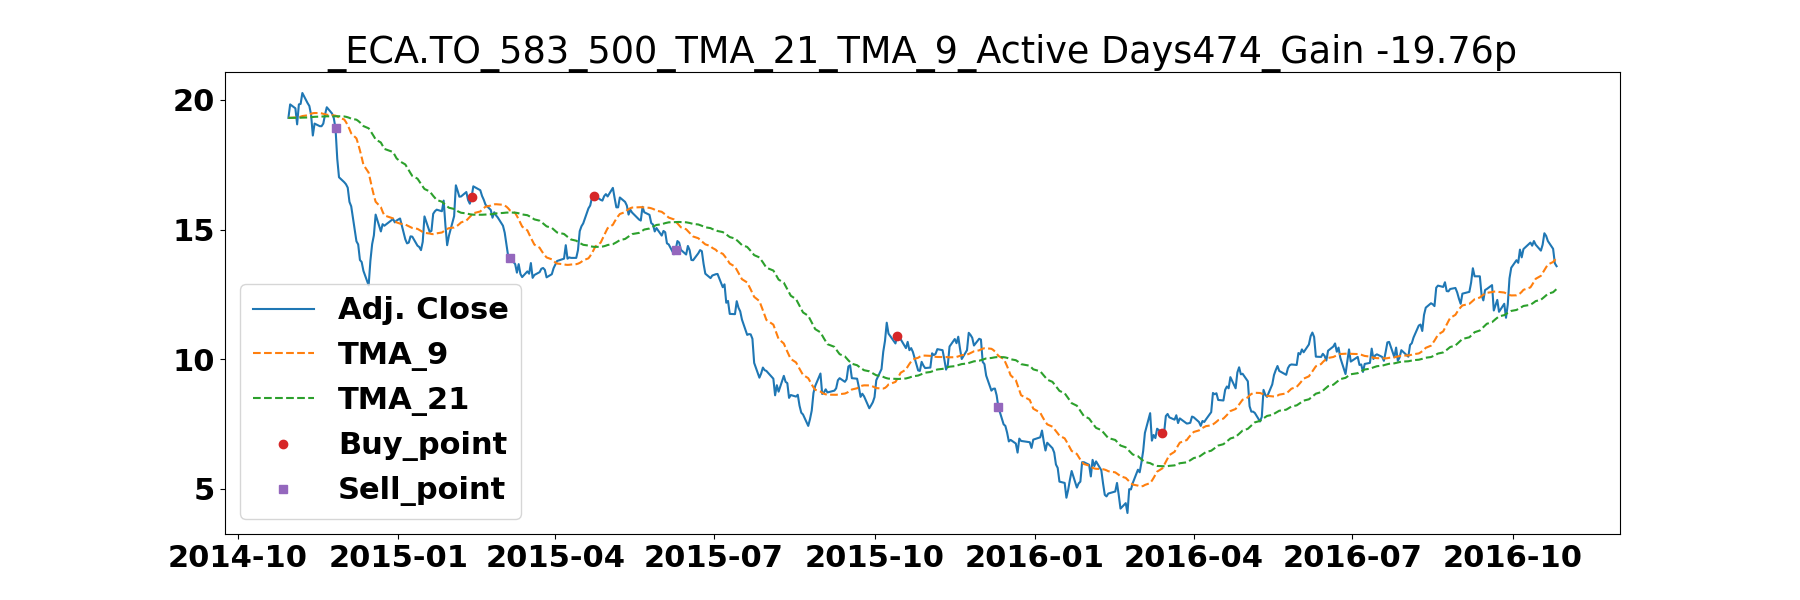 _ECA.TO_583_500_TMA_21_TMA_9_Active Days474_Gain -19.76p
20
15
10
5
Adj. Close
TMA_9
TMA_21
Buy_point
Sell_point
2014-10 2015-01 2015-04 2015-07 2015-10 2016-01 2016-04 2016-07 2016-10